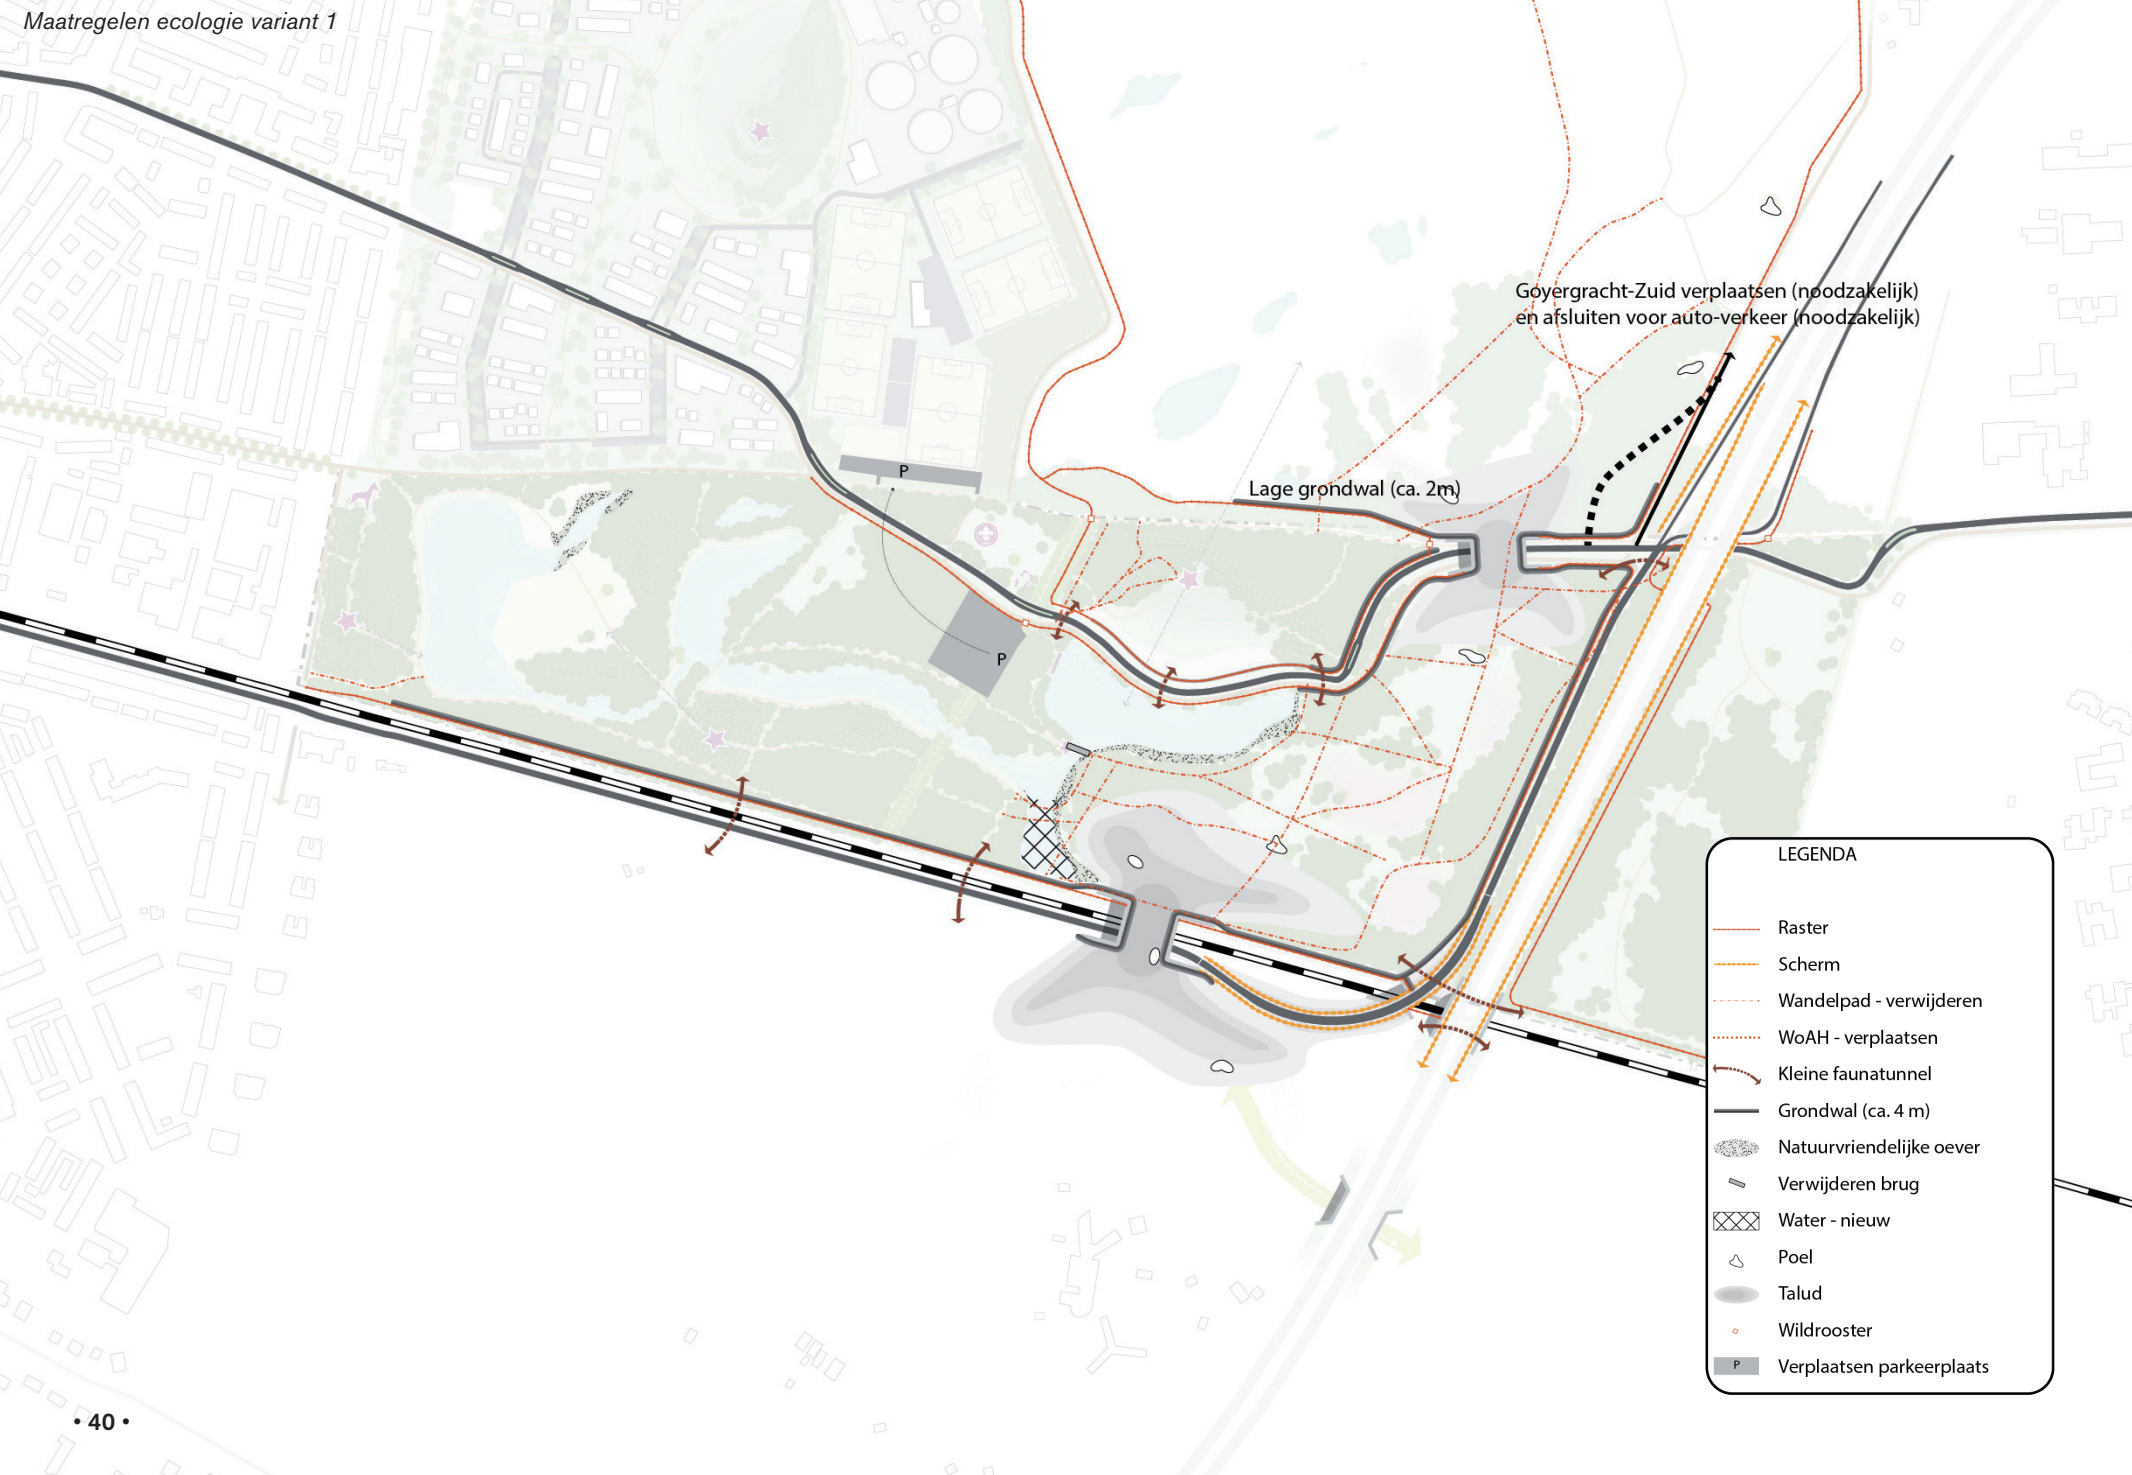 Maatregelen ecologie variant 1
Goyergracht-Zuid verplaatsen (noodzakelijk)
en afsluiten voor auto-verkeer (noodzakelijk)
P
Lage grondwal (ca. 2m)
P
LEGENDA
Raster
Scherm
Wandelpad - verwijderen
WoAH - verplaatsen
Kleine faunatunnel
Grondwal (ca. 4 m)
Natuurvriendelijke oever
Verwijderen brug
Water - nieuw
Poel
Talud
Wildrooster
P Verplaatsen parkeerplaats
• 40 •